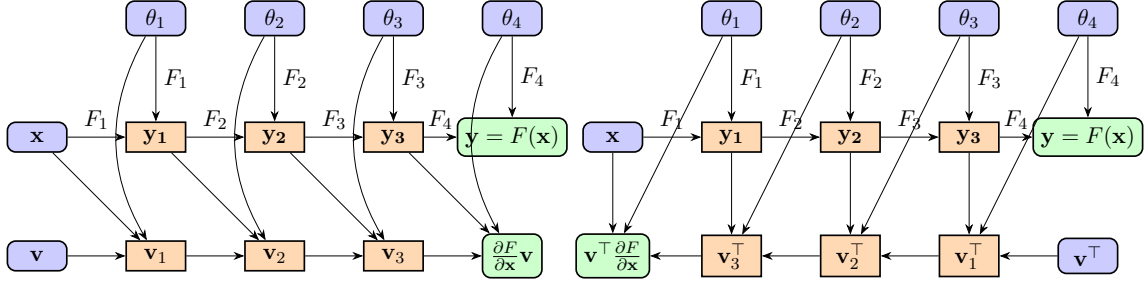 θ₁ θ₂ θ₃ θ₄ θ₁ θ₂ θ₃ θ₄
F₁ F₂ F₃ F₄ F₁ F₂ F₃ F₄
F₁ F₂ F₃ F₄ F₁ F₂ F₃ F₄
x y₁ y₂ y₃ y = F(x) x y₁ y₂ y₃ y = F(x)
v v₁ v₂ v₃ ∂F/∂x v v⊤ ∂F/∂x v₃⊤ v₂⊤ v₁⊤ v⊤